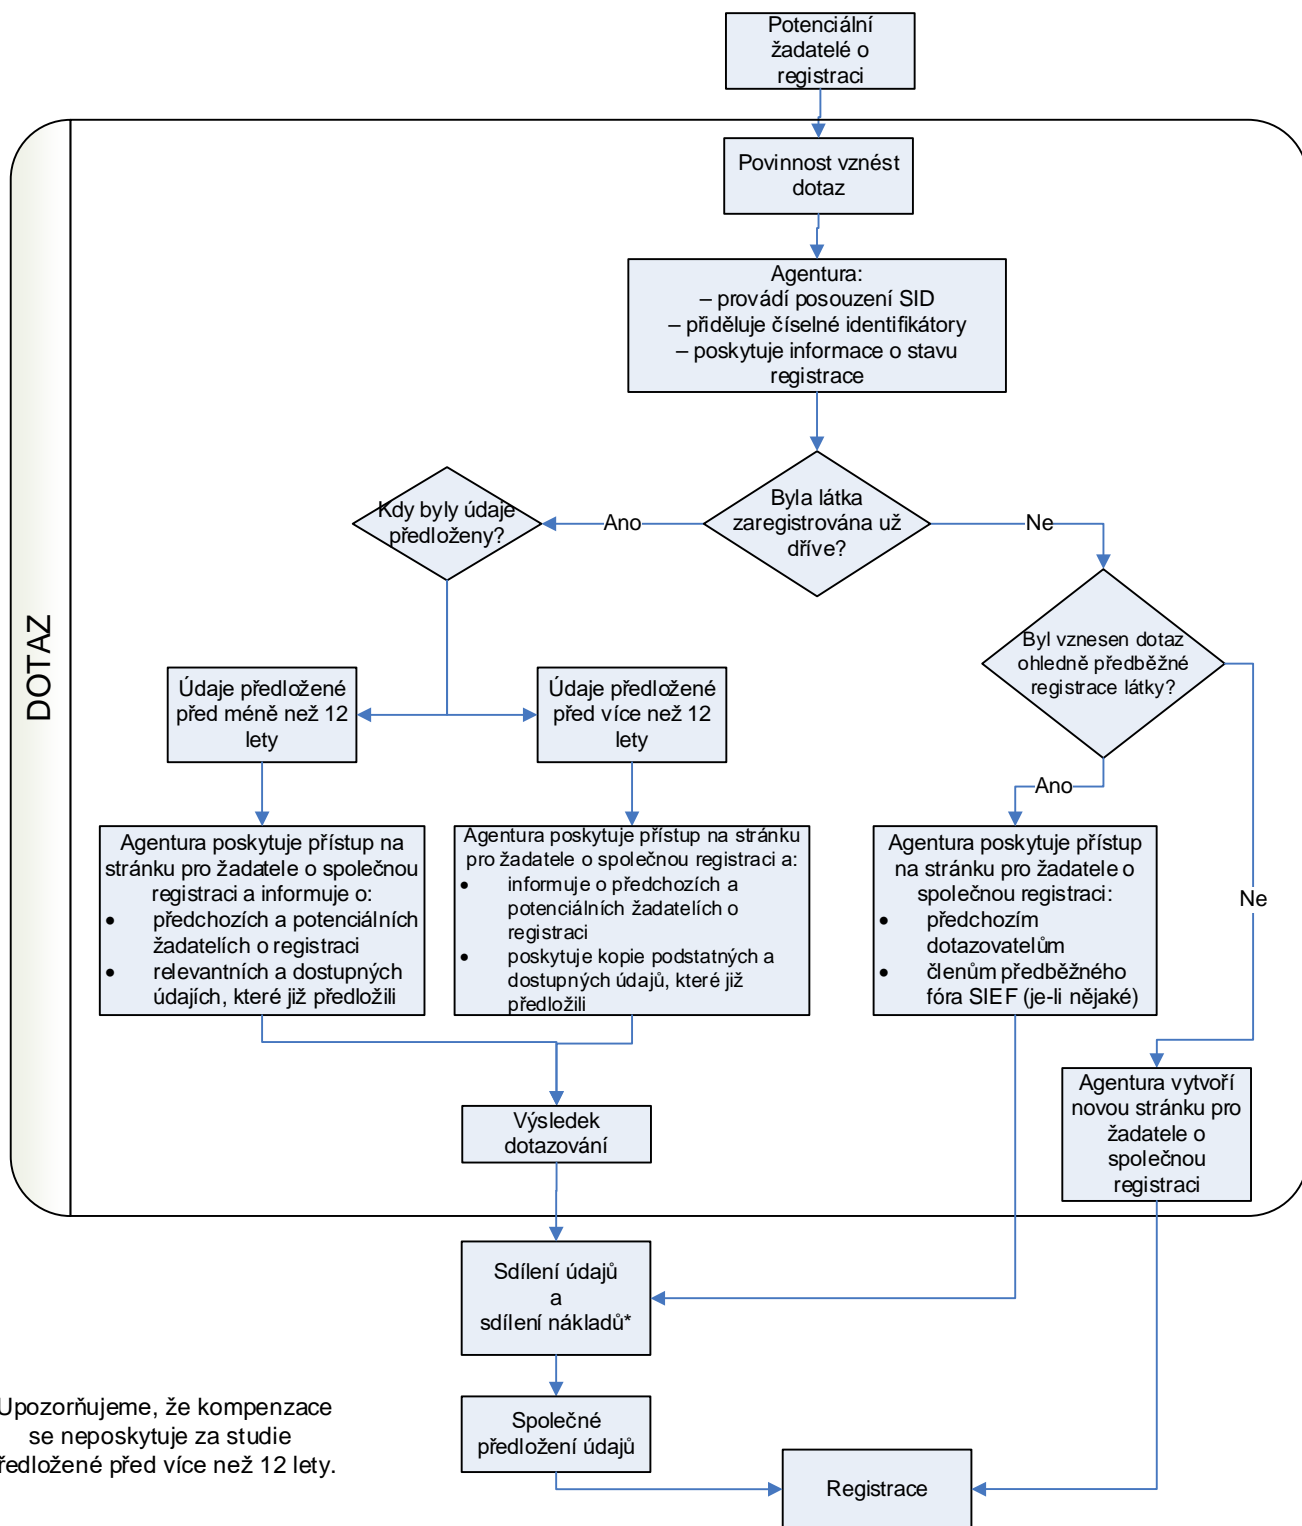 Potenciální
žadatelé o
registraci
Povinnost vznést
dotaz
Agentura:
– provádí posouzení SID
– přiděluje číselné identifikátory
– poskytuje informace o stavu
registrace
Kdy byly údaje
předloženy?
Ano
Byla látka
zaregistrována už
dříve?
Ne
DOTAZ
Byl vznesen dotaz
ohledně předběžné
registrace látky?
Údaje předložené
před méně než 12
lety
Údaje předložené
před více než 12
lety
Ano
Ne
Agentura poskytuje přístup na
stránku pro žadatele o společnou
registraci a informuje o:
• předchozích a potenciálních
žadatelích o registraci
• relevantních a dostupných
údajích, které již předložili
Agentura poskytuje přístup na stránku
pro žadatele o společnou registraci a:
• informuje o předchozích a
potenciálních žadatelích o
registraci
• poskytuje kopie podstatných a
dostupných údajů, které již
předložili
Agentura poskytuje přístup
na stránku pro žadatele o
společnou registraci:
• předchozím
dotazovatelům
• členům předběžného
fóra SIEF (je-li nějaké)
Agentura vytvoří
novou stránku pro
žadatele o
společnou
registraci
Výsledek
dotazování
Sdílení údajů
a
sdílení nákladů*
Upozorňujeme, že kompenzace
se neposkytuje za studie
ředložené před více než 12 lety.
Společné
předložení údajů
Registrace